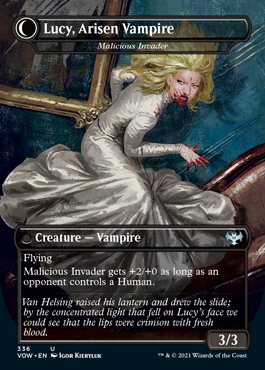 Lucy, Arisen Vampire
Malicious Invader
Creature — Vampire
Flying
Malicious Invader gets +2/+0 as long as an
opponent controls a Human.
Van Helsing raised his lantern and drew the slide;
by the concentrated light that fell on Lucy's face we
could see that the lips were crimson with fresh
blood.
3/3
336 U
VOW • EN Igor Kieryluk
™ & © 2021 Wizards of the Coast